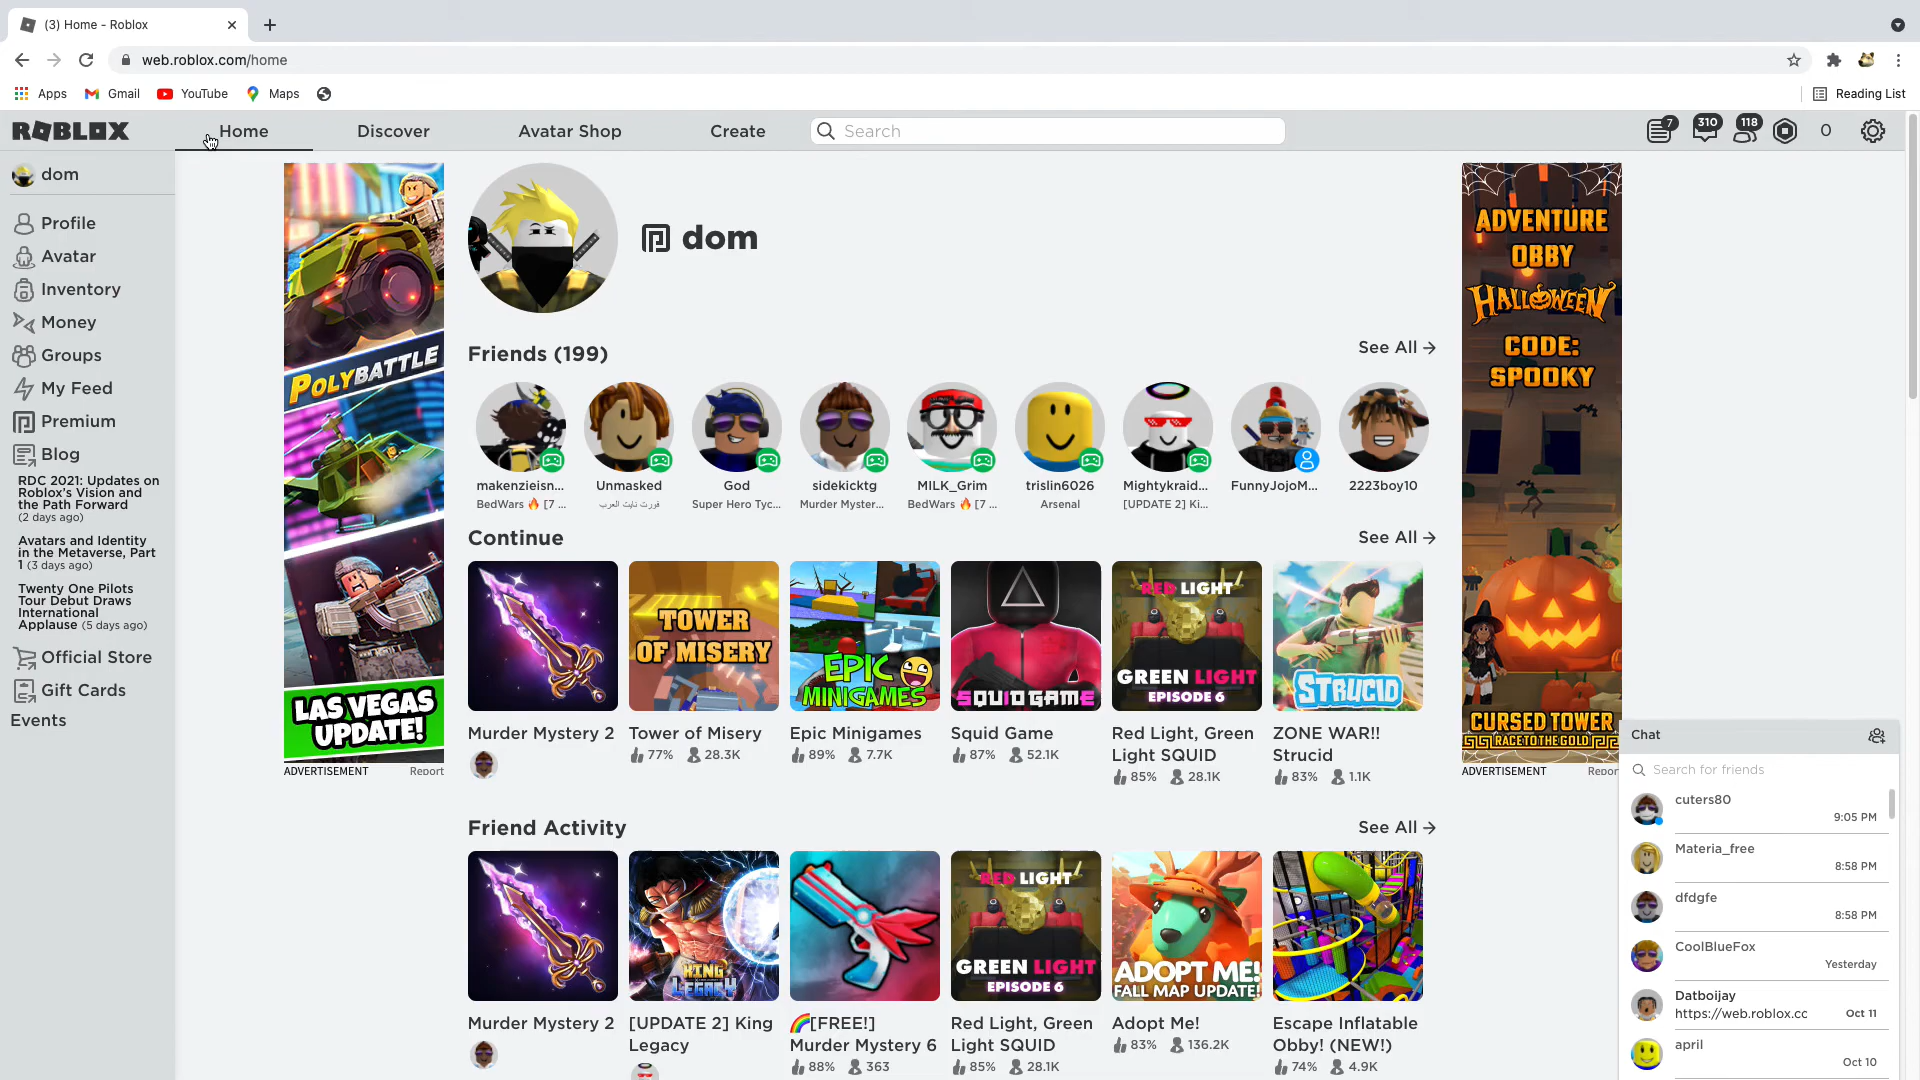 (3) Home - Roblox
web.roblox.com/home
Apps Gmail YouTube Maps Reading List
ROBLOX Home Discover Avatar Shop Create Search 7 310 118 0
dom
Profile
Avatar
Inventory
Money
Groups
My Feed
Premium
Blog
RDC 2021: Updates on
Roblox's Vision and
the Path Forward
(2 days ago)
Avatars and Identity
in the Metaverse, Part
1 (3 days ago)
Twenty One Pilots
Tour Debut Draws
International
Applause (5 days ago)
Official Store
Gift Cards
Events
POLYBATTLE
LAS VEGAS
UPDATE!
ADVERTISEMENT Report
dom
Friends (199) See All →
makenzieisn... Unmasked God sidekicktg MILK_Grim trislin6026 Mightykraid... FunnyJojoM... 2223boy10
BedWars 🔥 [7 ... فورت نايت العرب Super Hero Tyc... Murder Myster... BedWars 🔥 [7 ... Arsenal [UPDATE 2] Ki...
Continue See All →
TOWER
OF MISERY
EPIC
MINIGAMES
SQUID GAME
RED LIGHT
GREEN LIGHT
EPISODE 6
STRUCID
Murder Mystery 2
Tower of Misery
77% 28.3K
Epic Minigames
89% 7.7K
Squid Game
87% 52.1K
Red Light, Green
Light SQUID
85% 28.1K
ZONE WAR!!
Strucid
83% 1.1K
Friend Activity See All →
KING
LEGACY
RED LIGHT
GREEN LIGHT
EPISODE 6
ADOPT ME!
FALL MAP UPDATE!
Murder Mystery 2
[UPDATE 2] King
Legacy
🌈[FREE!]
Murder Mystery 6
88% 363
Red Light, Green
Light SQUID
85% 28.1K
Adopt Me!
83% 136.2K
Escape Inflatable
Obby! (NEW!)
74% 4.9K
ADVENTURE
OBBY
HALLOWEEN
CODE:
SPOOKY
CURSED TOWER
RACE TO THE GOLD
ADVERTISEMENT Repor
Chat
Search for friends
cuters80
9:05 PM
Materia_free
8:58 PM
dfdgfe
8:58 PM
CoolBlueFox
Yesterday
Datboijay
https://web.roblox.cc Oct 11
april
Oct 10